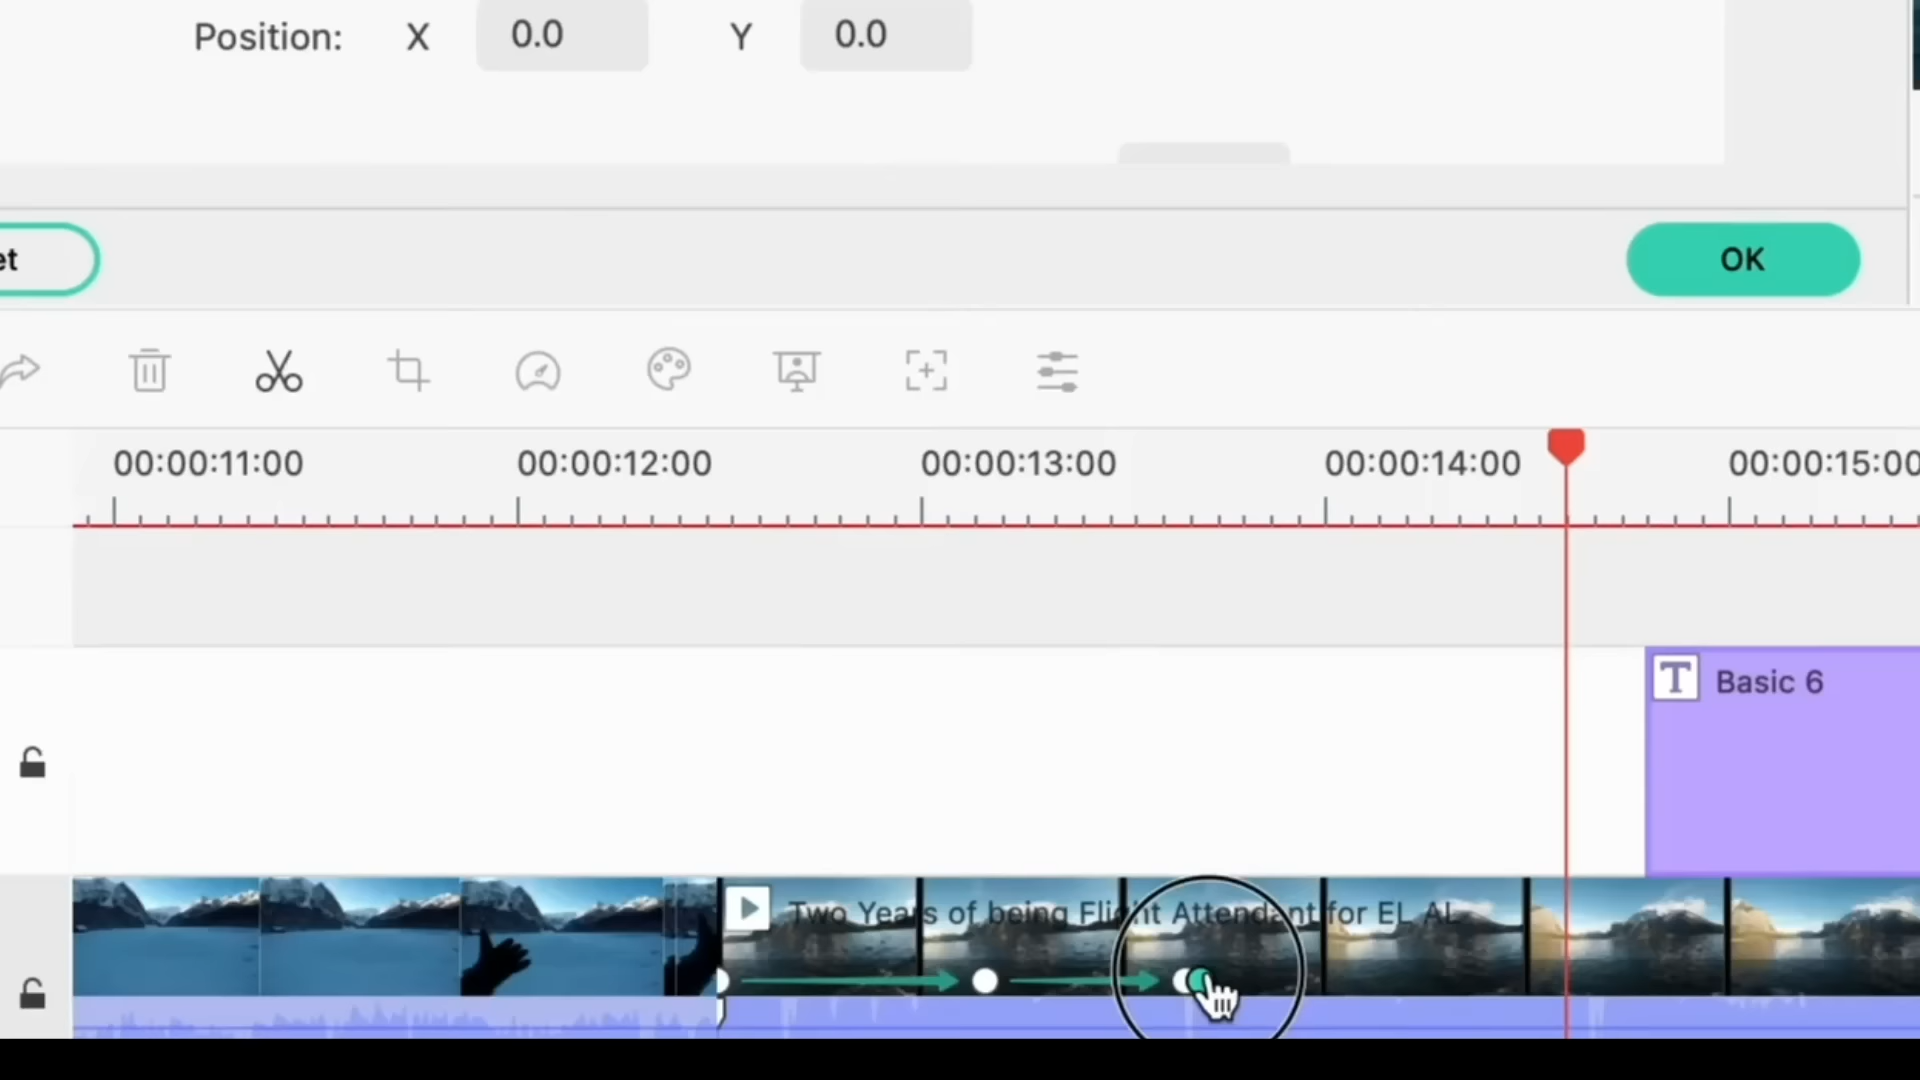 Position: X 0.0 Y 0.0
et OK
00:00:11:00 00:00:12:00 00:00:13:00 00:00:14:00 00:00:15:00
T Basic 6
Two Years of being Flight Attendant for EL AL